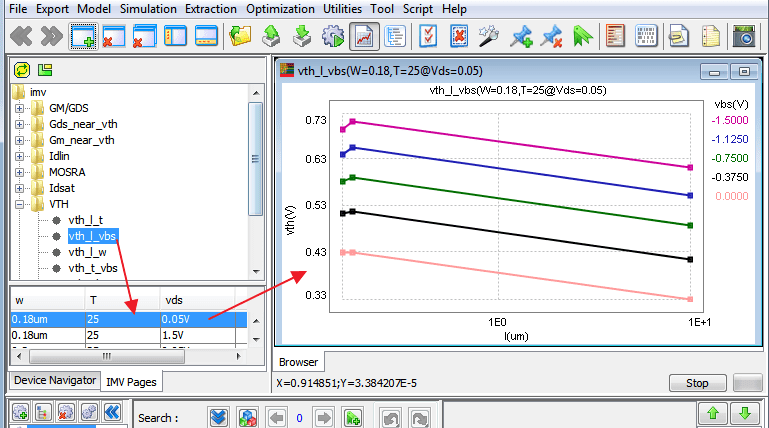 File Export Model Simulation Extraction Optimization Utilities Tool Script Help
imv
GM/GDS
Gds_near_vth
Gm_near_vth
Idlin
MOSRA
Idsat
VTH
vth_l_t
vth_l_vbs
vth_l_w
vth_t_vbs
w T vds
0.18um 25 0.05V
0.18um 25 1.5V
Device Navigator IMV Pages
vth_l_vbs(W=0.18,T=25@Vds=0.05)
vth_l_vbs(W=0.18,T=25@Vds=0.05)
vbs(V)
-1.5000
-1.1250
-0.7500
-0.3750
0.0000
vth(V)
0.73
0.63
0.53
0.43
0.33
1E0 1E+1
l(um)
Browser
X=0.914851;Y=3.384207E-5
Stop
Search : 0